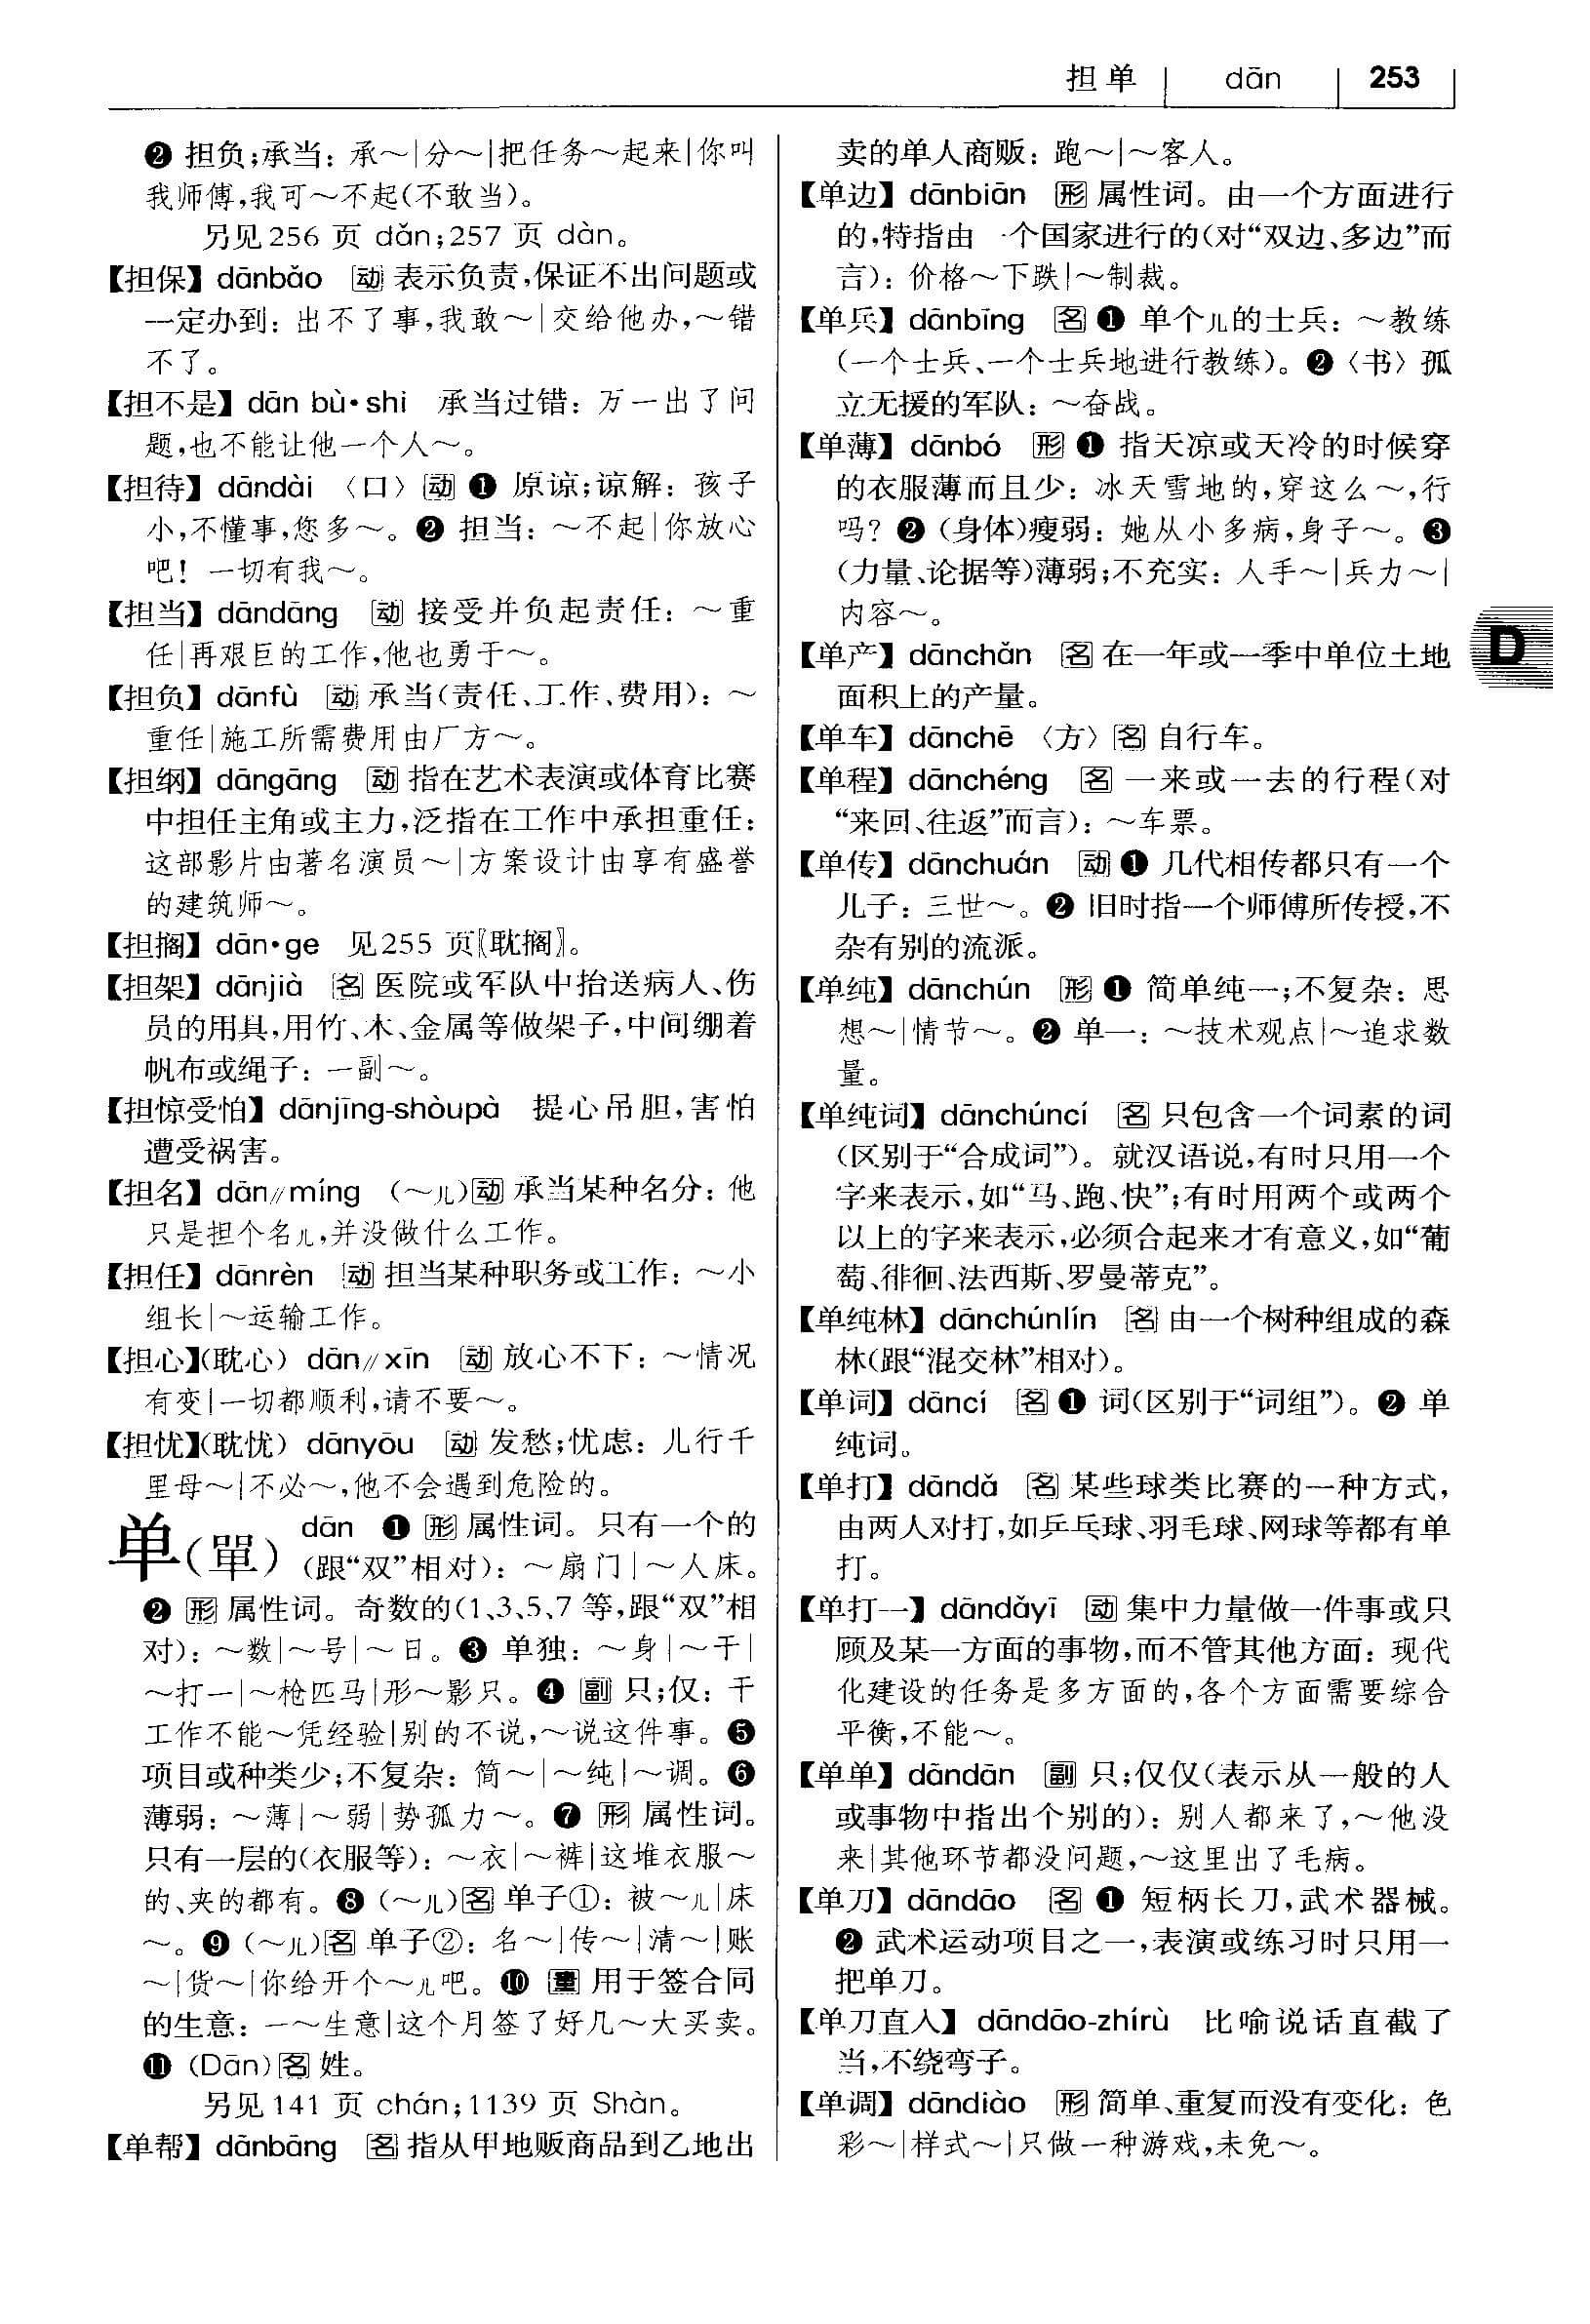 担单 dān 253
❷ 担负;承当：承～|分～|把任务～起来|你叫
我师傅,我可～不起(不敢当)。
另见256 页 dǎn;257 页 dàn。
【担保】dānbǎo 动 表示负责,保证不出问题或
一定办到：出不了事,我敢～|交给他办,～错
不了。
【担不是】dān bù•shi 承当过错：万一出了问
题,也不能让他一个人～。
【担待】dāndài 〈口〉动 ❶ 原谅;谅解：孩子
小,不懂事,您多～。❷ 担当：～不起|你放心
吧！一切有我～。
【担当】dāndāng 动 接受并负起责任：～重
任|再艰巨的工作,他也勇于～。
【担负】dānfù 动 承当(责任、工作、费用)：～
重任|施工所需费用由厂方～。
【担纲】dāngāng 动 指在艺术表演或体育比赛
中担任主角或主力,泛指在工作中承担重任：
这部影片由著名演员～|方案设计由享有盛誉
的建筑师～。
【担搁】dān•ge 见255 页〖耽搁〗。
【担架】dānjià 名 医院或军队中抬送病人、伤
员的用具,用竹、木、金属等做架子,中间绷着
帆布或绳子：一副～。
【担惊受怕】dānjīng-shòupà 提心吊胆,害怕
遭受祸害。
【担名】dān//míng (～儿)动 承当某种名分：他
只是担个名儿,并没做什么工作。
【担任】dānrèn 动 担当某种职务或工作：～小
组长|～运输工作。
【担心】(耽心) dān//xīn 动 放心不下：～情况
有变|一切都顺利,请不要～。
【担忧】(耽忧) dānyōu 动 发愁;忧虑：儿行千
里母～|不必～,他不会遇到危险的。
单(單) dān ❶ 形 属性词。只有一个的
(跟“双”相对)：～扇门|～人床。
❷ 形 属性词。奇数的(1、3、5、7 等,跟“双”相
对)：～数|～号|～日。❸ 单独：～身|～干|
～打一|～枪匹马|形～影只。❹ 副 只;仅：干
工作不能～凭经验|别的不说,～说这件事。❺
项目或种类少;不复杂：简～|～纯|～调。❻
薄弱：～薄|～弱|势孤力～。❼ 形 属性词。
只有一层的(衣服等)：～衣|～裤|这堆衣服～
的、夹的都有。❽ (～儿)名 单子①：被～儿|床
～。❾ (～儿)名 单子②：名～|传～|清～|账
～|货～|你给开个～儿吧。❿ 量 用于签合同
的生意：一～生意|这个月签了好几～大买卖。
⓫ (Dān)名 姓。
另见141 页 chán;1139 页 Shàn。
【单帮】dānbāng 名 指从甲地贩商品到乙地出
卖的单人商贩：跑～|～客人。
【单边】dānbiān 形 属性词。由一个方面进行
的,特指由一个国家进行的(对“双边、多边”而
言)：价格～下跌|～制裁。
【单兵】dānbīng 名 ❶ 单个儿的士兵：～教练
(一个士兵、一个士兵地进行教练)。❷〈书〉孤
立无援的军队：～奋战。
【单薄】dānbó 形 ❶ 指天凉或天冷的时候穿
的衣服薄而且少：冰天雪地的,穿这么～,行
吗？❷ (身体)瘦弱：她从小多病,身子～。❸
(力量、论据等)薄弱;不充实：人手～|兵力～|
内容～。
【单产】dānchǎn 名 在一年或一季中单位土地
面积上的产量。
【单车】dānchē 〈方〉名 自行车。
【单程】dānchéng 名 一来或一去的行程(对
“来回、往返”而言)：～车票。
【单传】dānchuán 动 ❶ 几代相传都只有一个
儿子：三世～。❷ 旧时指一个师傅所传授,不
杂有别的流派。
【单纯】dānchún 形 ❶ 简单纯一;不复杂：思
想～|情节～。❷ 单一：～技术观点|～追求数
量。
【单纯词】dānchúncí 名 只包含一个词素的词
(区别于“合成词”)。就汉语说,有时只用一个
字来表示,如“马、跑、快”;有时用两个或两个
以上的字来表示,必须合起来才有意义,如“葡
萄、徘徊、法西斯、罗曼蒂克”。
【单纯林】dānchúnlín 名 由一个树种组成的森
林(跟“混交林”相对)。
【单词】dāncí 名 ❶ 词(区别于“词组”)。❷ 单
纯词。
【单打】dāndǎ 名 某些球类比赛的一种方式,
由两人对打,如乒乓球、羽毛球、网球等都有单
打。
【单打一】dāndǎyī 动 集中力量做一件事或只
顾及某一方面的事物,而不管其他方面：现代
化建设的任务是多方面的,各个方面需要综合
平衡,不能～。
【单单】dāndān 副 只;仅仅(表示从一般的人
或事物中指出个别的)：别人都来了,～他没
来|其他环节都没问题,～这里出了毛病。
【单刀】dāndāo 名 ❶ 短柄长刀,武术器械。
❷ 武术运动项目之一,表演或练习时只用一
把单刀。
【单刀直入】dāndāo-zhírù 比喻说话直截了
当,不绕弯子。
【单调】dāndiào 形 简单、重复而没有变化：色
彩～|样式～|只做一种游戏,未免～。
D